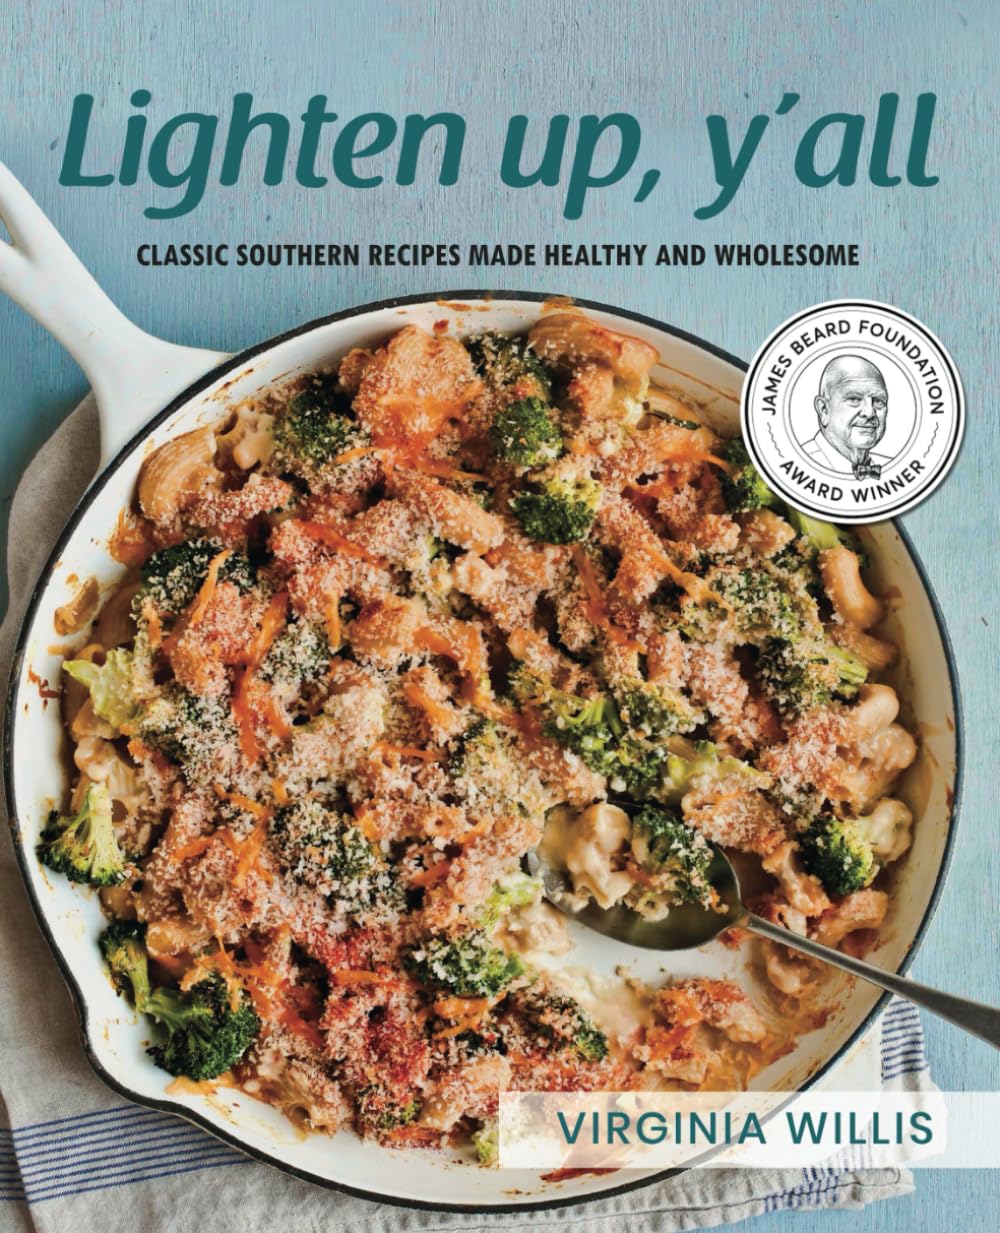 Lighten up, y'all
CLASSIC SOUTHERN RECIPES MADE HEALTHY AND WHOLESOME
JAMES BEARD FOUNDATION
AWARD WINNER
VIRGINIA WILLIS